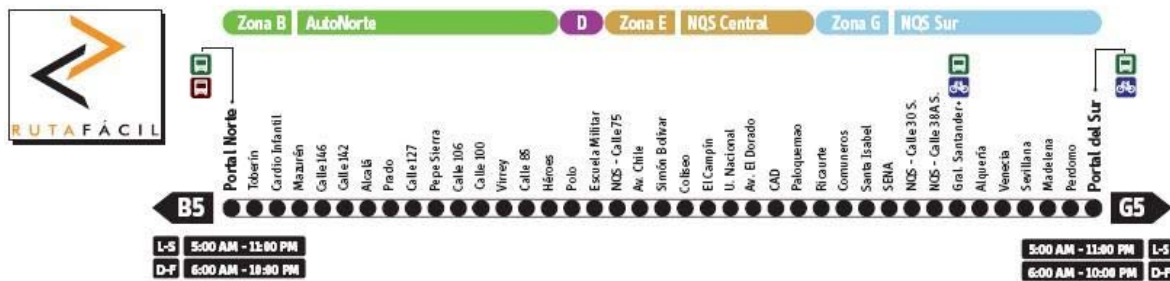 RUTAFÁCIL
Zona B AutoNorte
D
Zona E NQS Central
Zona G NQS Sur
Portal Norte
Toberín
Cardio Infantil
Mazurén
Calle 146
Calle 142
Alcalá
Prado
Calle 127
Pepe Sierra
Calle 106
Calle 100
Virrey
Calle 85
Héroes
Polo
Escuela Militar
NQS - Calle 75
Av. Chile
Simón Bolívar
Coliseo
El Campín
U. Nacional
Av. El Dorado
CAD
Paloquemao
Ricaurte
Comuneros
Santa Isabel
SENA
NQS - Calle 30 S.
NQS - Calle 38A S.
Gral. Santander
Alquería
Venecia
Sevillana
Madelena
Perdomo
Portal del Sur
B5
G5
L-S 5:00 AM - 11:00 PM
D-F 6:00 AM - 10:00 PM
5:00 AM - 11:00 PM L-S
6:00 AM - 10:00 PM D-F